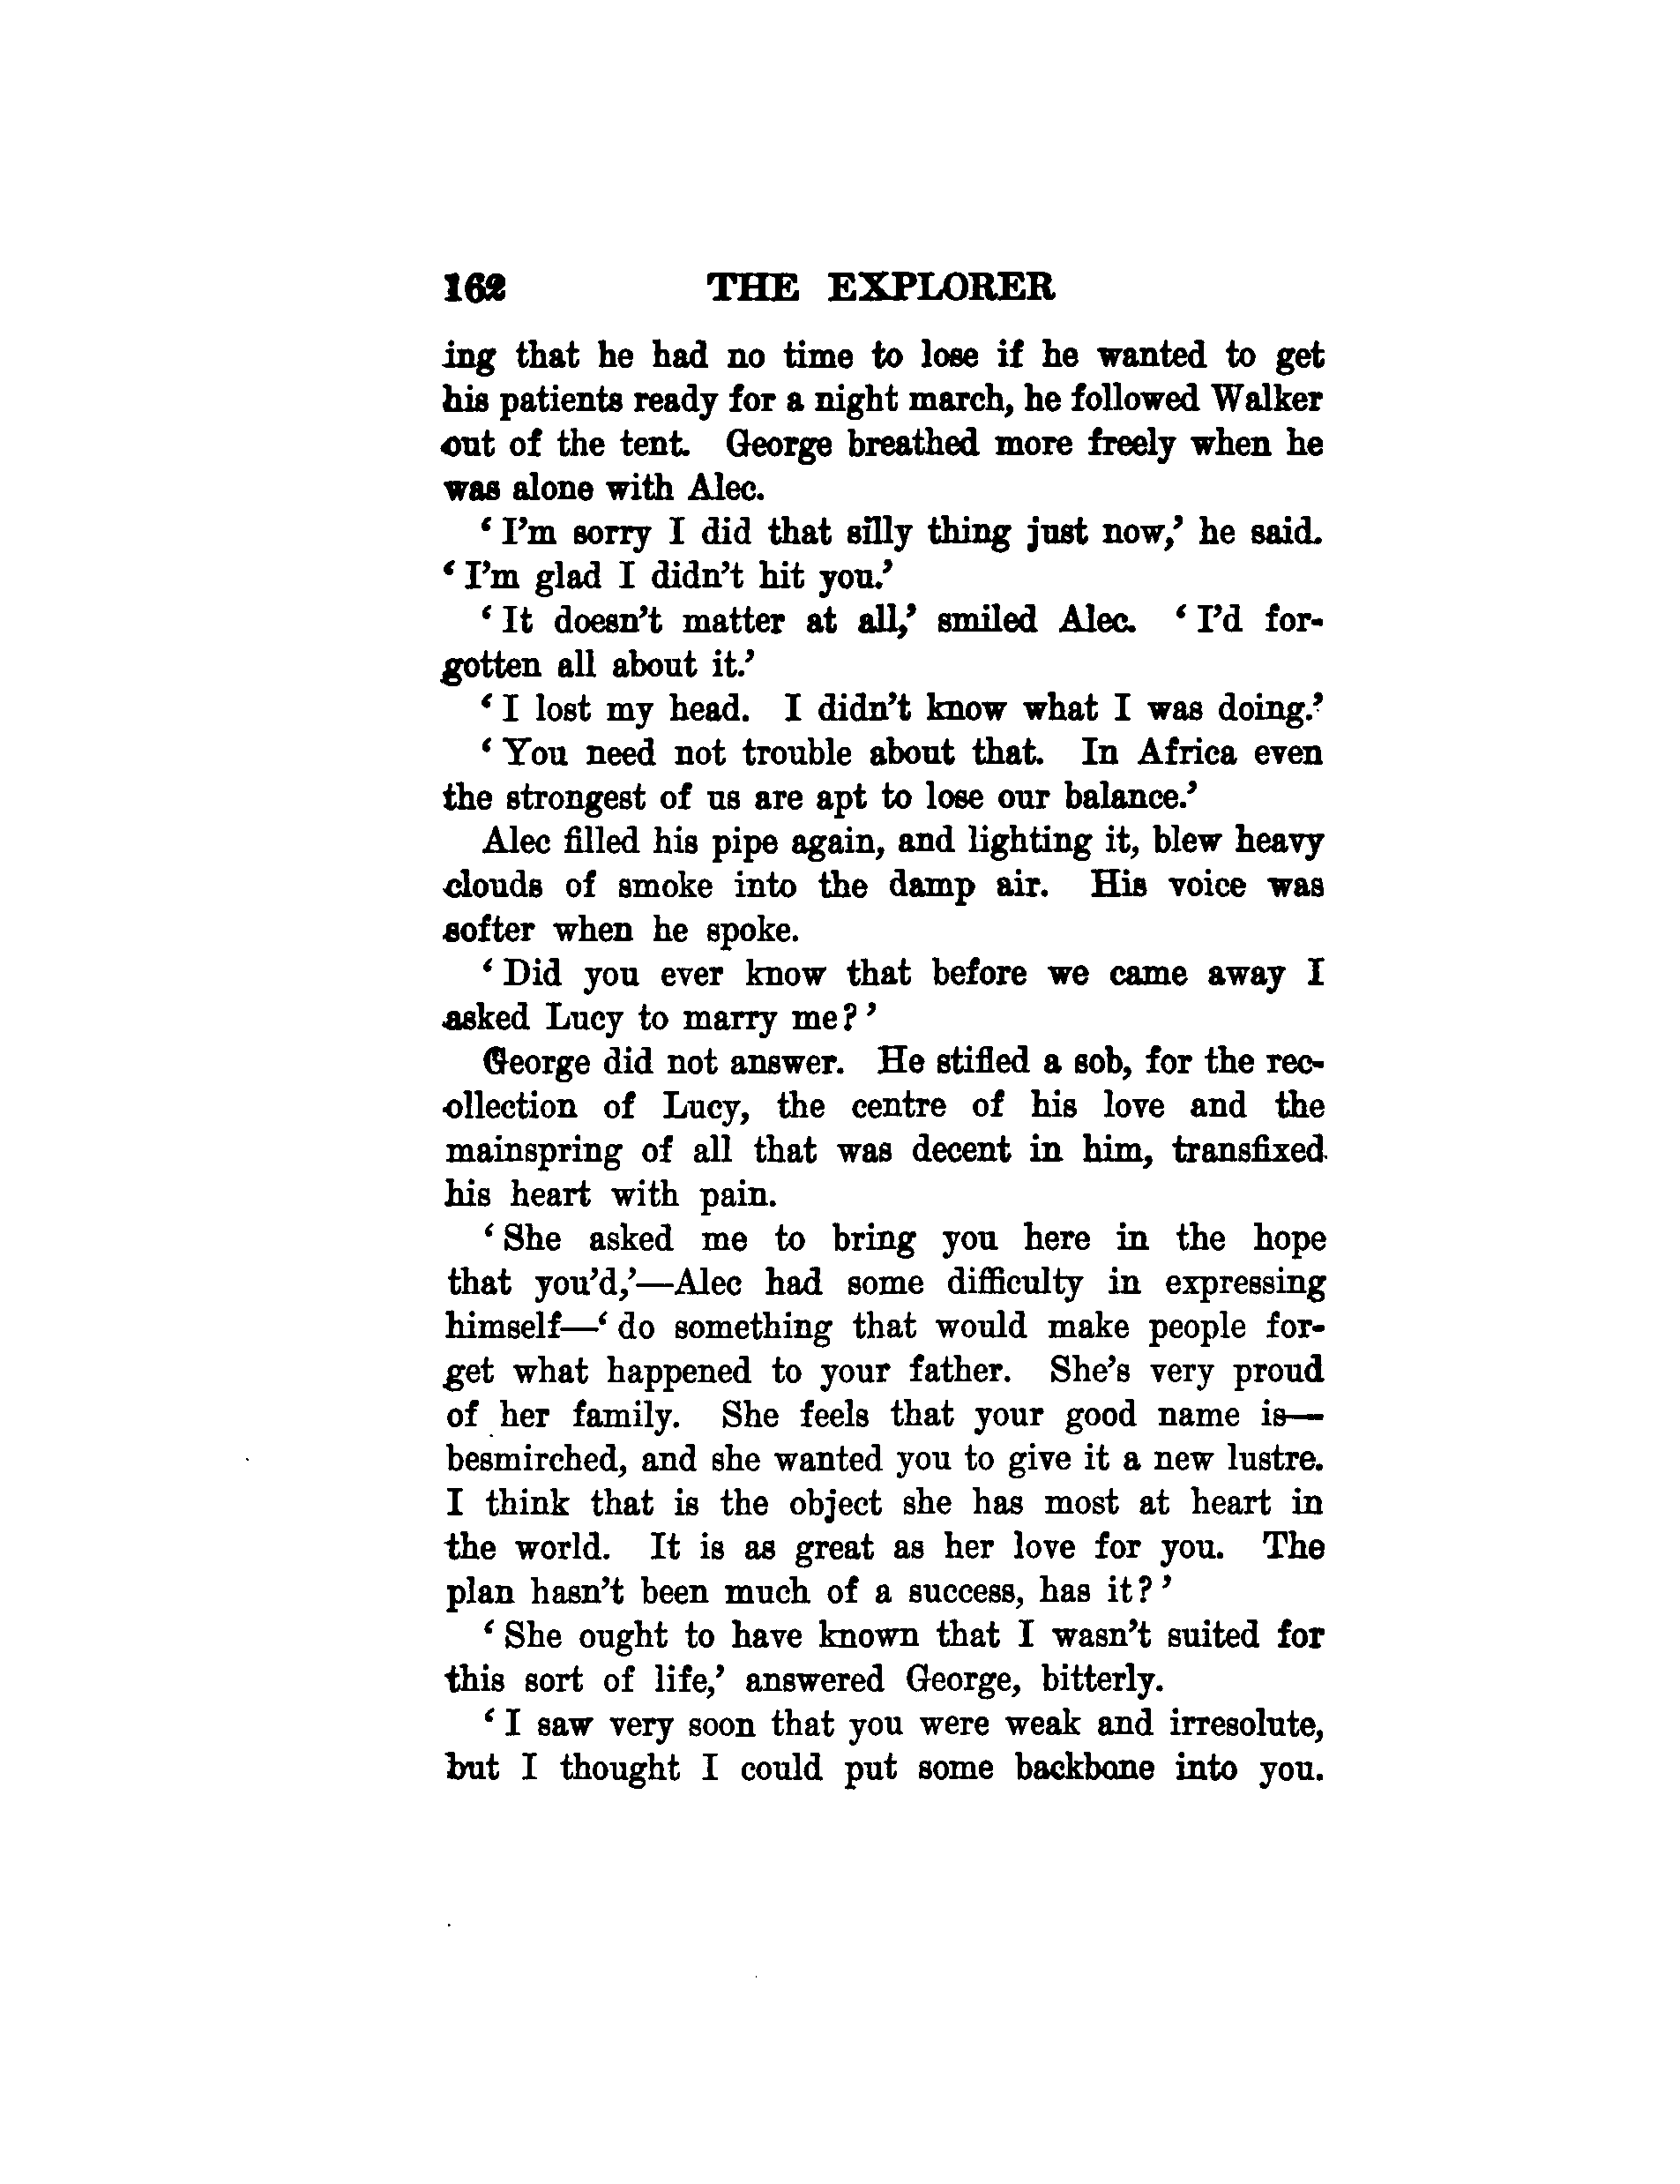 162 THE EXPLORER
ing that he had no time to lose if he wanted to get
his patients ready for a night march, he followed Walker
out of the tent. George breathed more freely when he
was alone with Alec.
‘I’m sorry I did that silly thing just now,’ he said.
‘I’m glad I didn’t hit you.’
‘It doesn’t matter at all,’ smiled Alec. ‘I’d for-
gotten all about it.’
‘I lost my head. I didn’t know what I was doing.’
‘You need not trouble about that. In Africa even
the strongest of us are apt to lose our balance.’
Alec filled his pipe again, and lighting it, blew heavy
clouds of smoke into the damp air. His voice was
softer when he spoke.
‘Did you ever know that before we came away I
asked Lucy to marry me?’
George did not answer. He stifled a sob, for the rec-
ollection of Lucy, the centre of his love and the
mainspring of all that was decent in him, transfixed
his heart with pain.
‘She asked me to bring you here in the hope
that you’d,’—Alec had some difficulty in expressing
himself—‘do something that would make people for-
get what happened to your father. She’s very proud
of her family. She feels that your good name is—
besmirched, and she wanted you to give it a new lustre.
I think that is the object she has most at heart in
the world. It is as great as her love for you. The
plan hasn’t been much of a success, has it?’
‘She ought to have known that I wasn’t suited for
this sort of life,’ answered George, bitterly.
‘I saw very soon that you were weak and irresolute,
but I thought I could put some backbone into you.